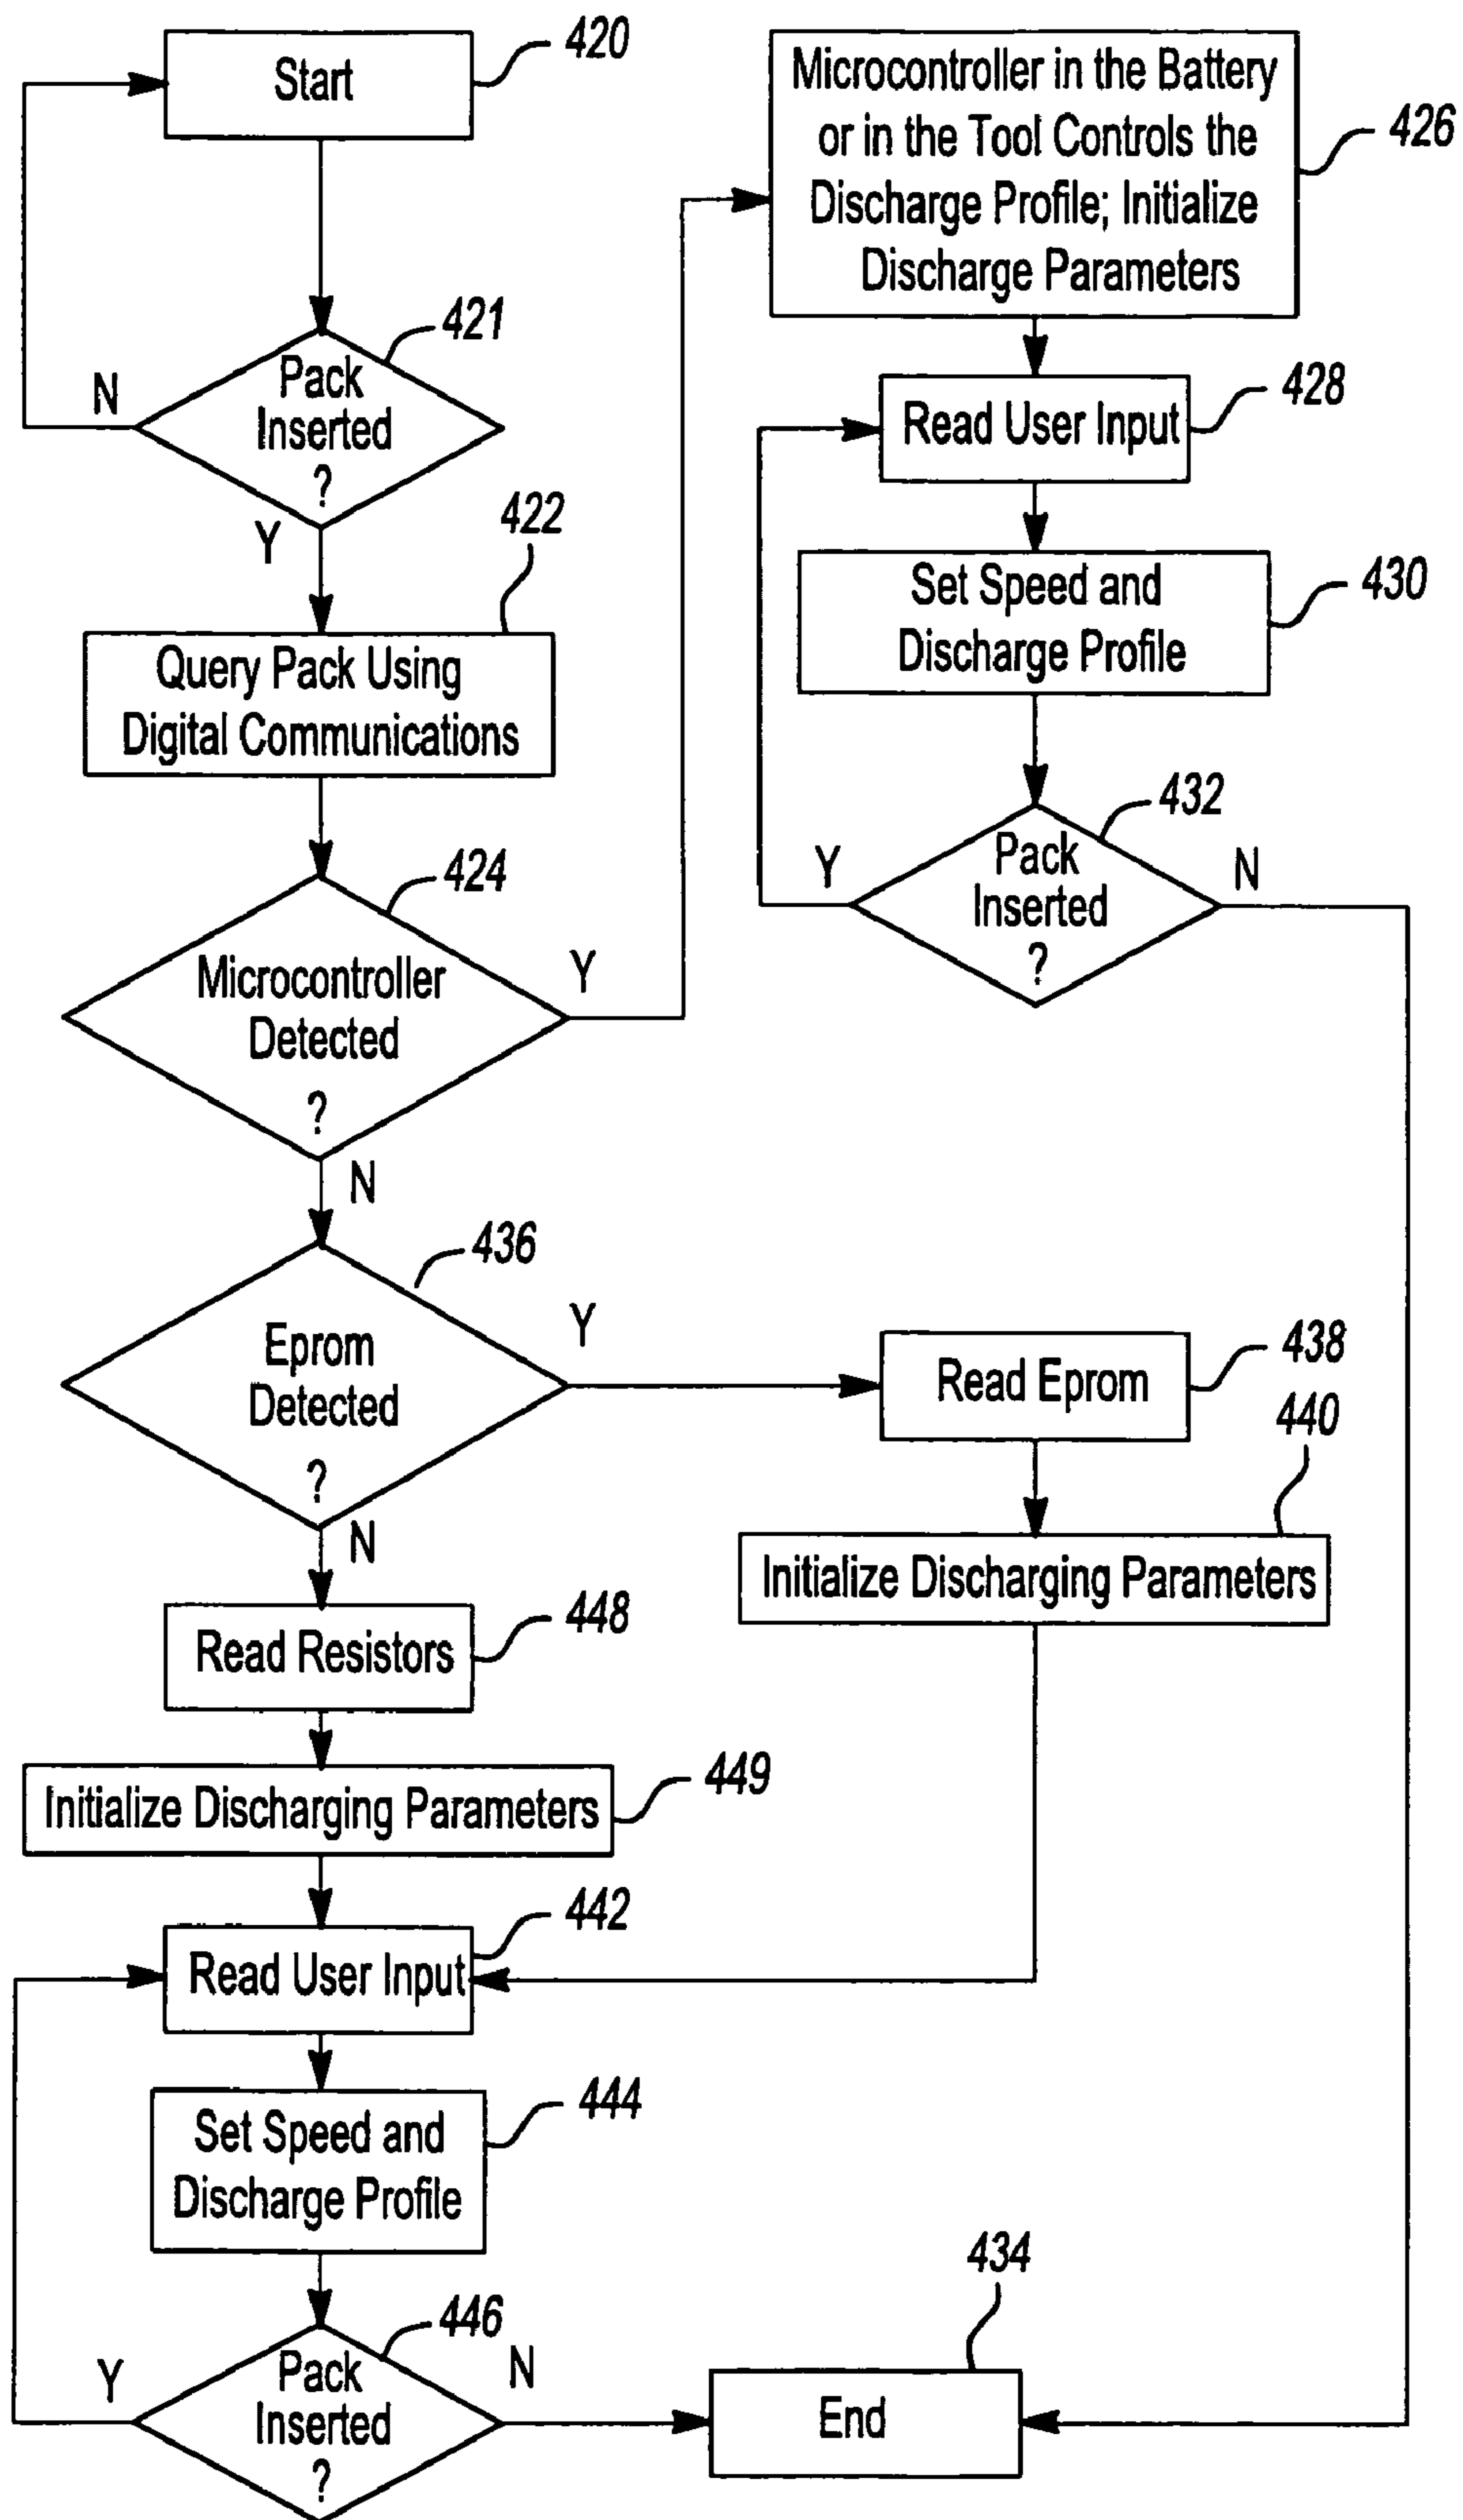 Start
420
Pack
Inserted
?
421
N
Y
422
Query Pack Using
Digital Communications
424
Microcontroller
Detected
?
Y
N
Microcontroller in the Battery
or in the Tool Controls the
Discharge Profile; Initialize
Discharge Parameters
426
Read User Input
428
Set Speed and
Discharge Profile
430
432
Pack
Inserted
?
Y
N
436
Eprom
Detected
?
Y
N
Read Eprom
438
440
Initialize Discharging Parameters
Read Resistors
448
Initialize Discharging Parameters
449
442
Read User Input
Set Speed and
Discharge Profile
444
446
Pack
Inserted
?
Y
N
434
End